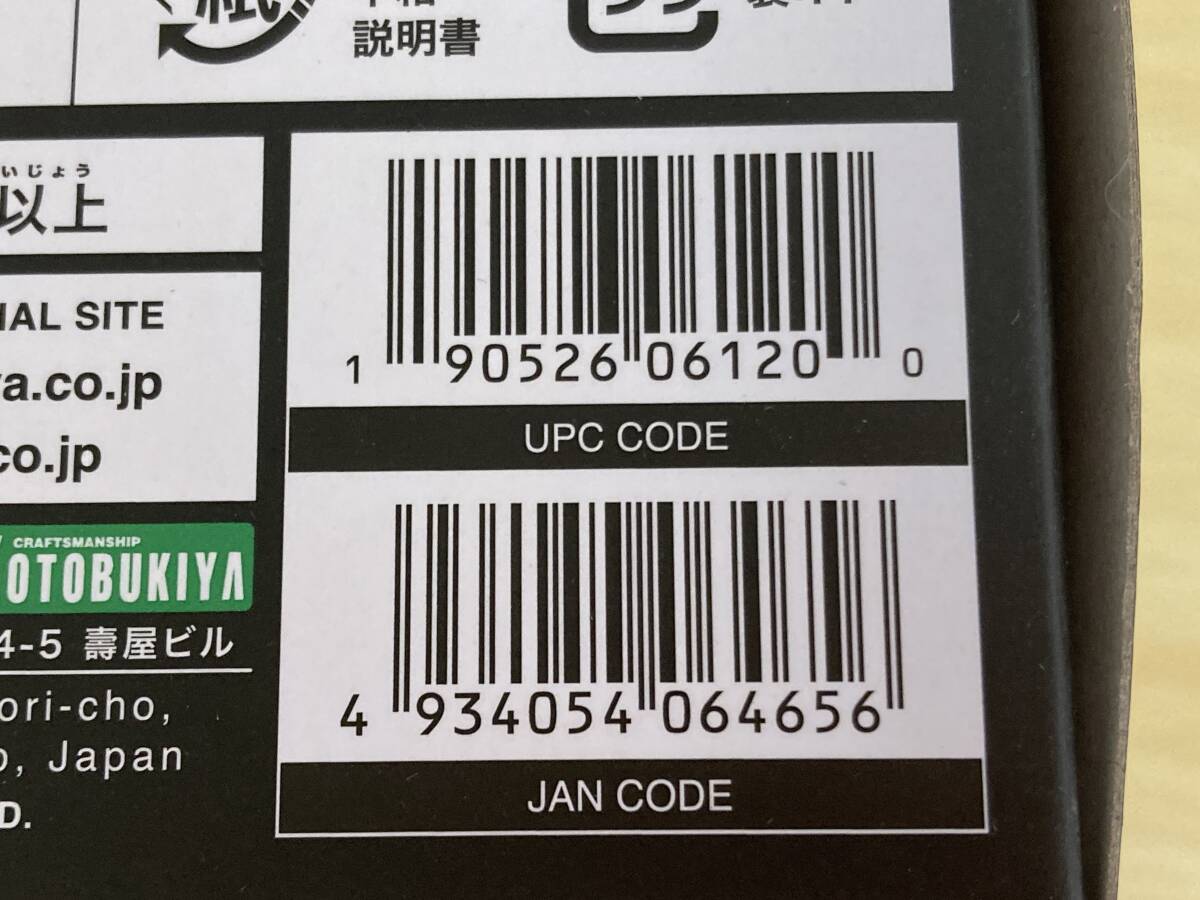 紙
説明書
いじょう
以上
IAL SITE
a.co.jp
co.jp
CRAFTSMANSHIP
OTOBUKIYA
4-5 壽屋ビル
ori-cho,
, Japan
D.
1 90526 06120 0
UPC CODE
4 934054 064656
JAN CODE